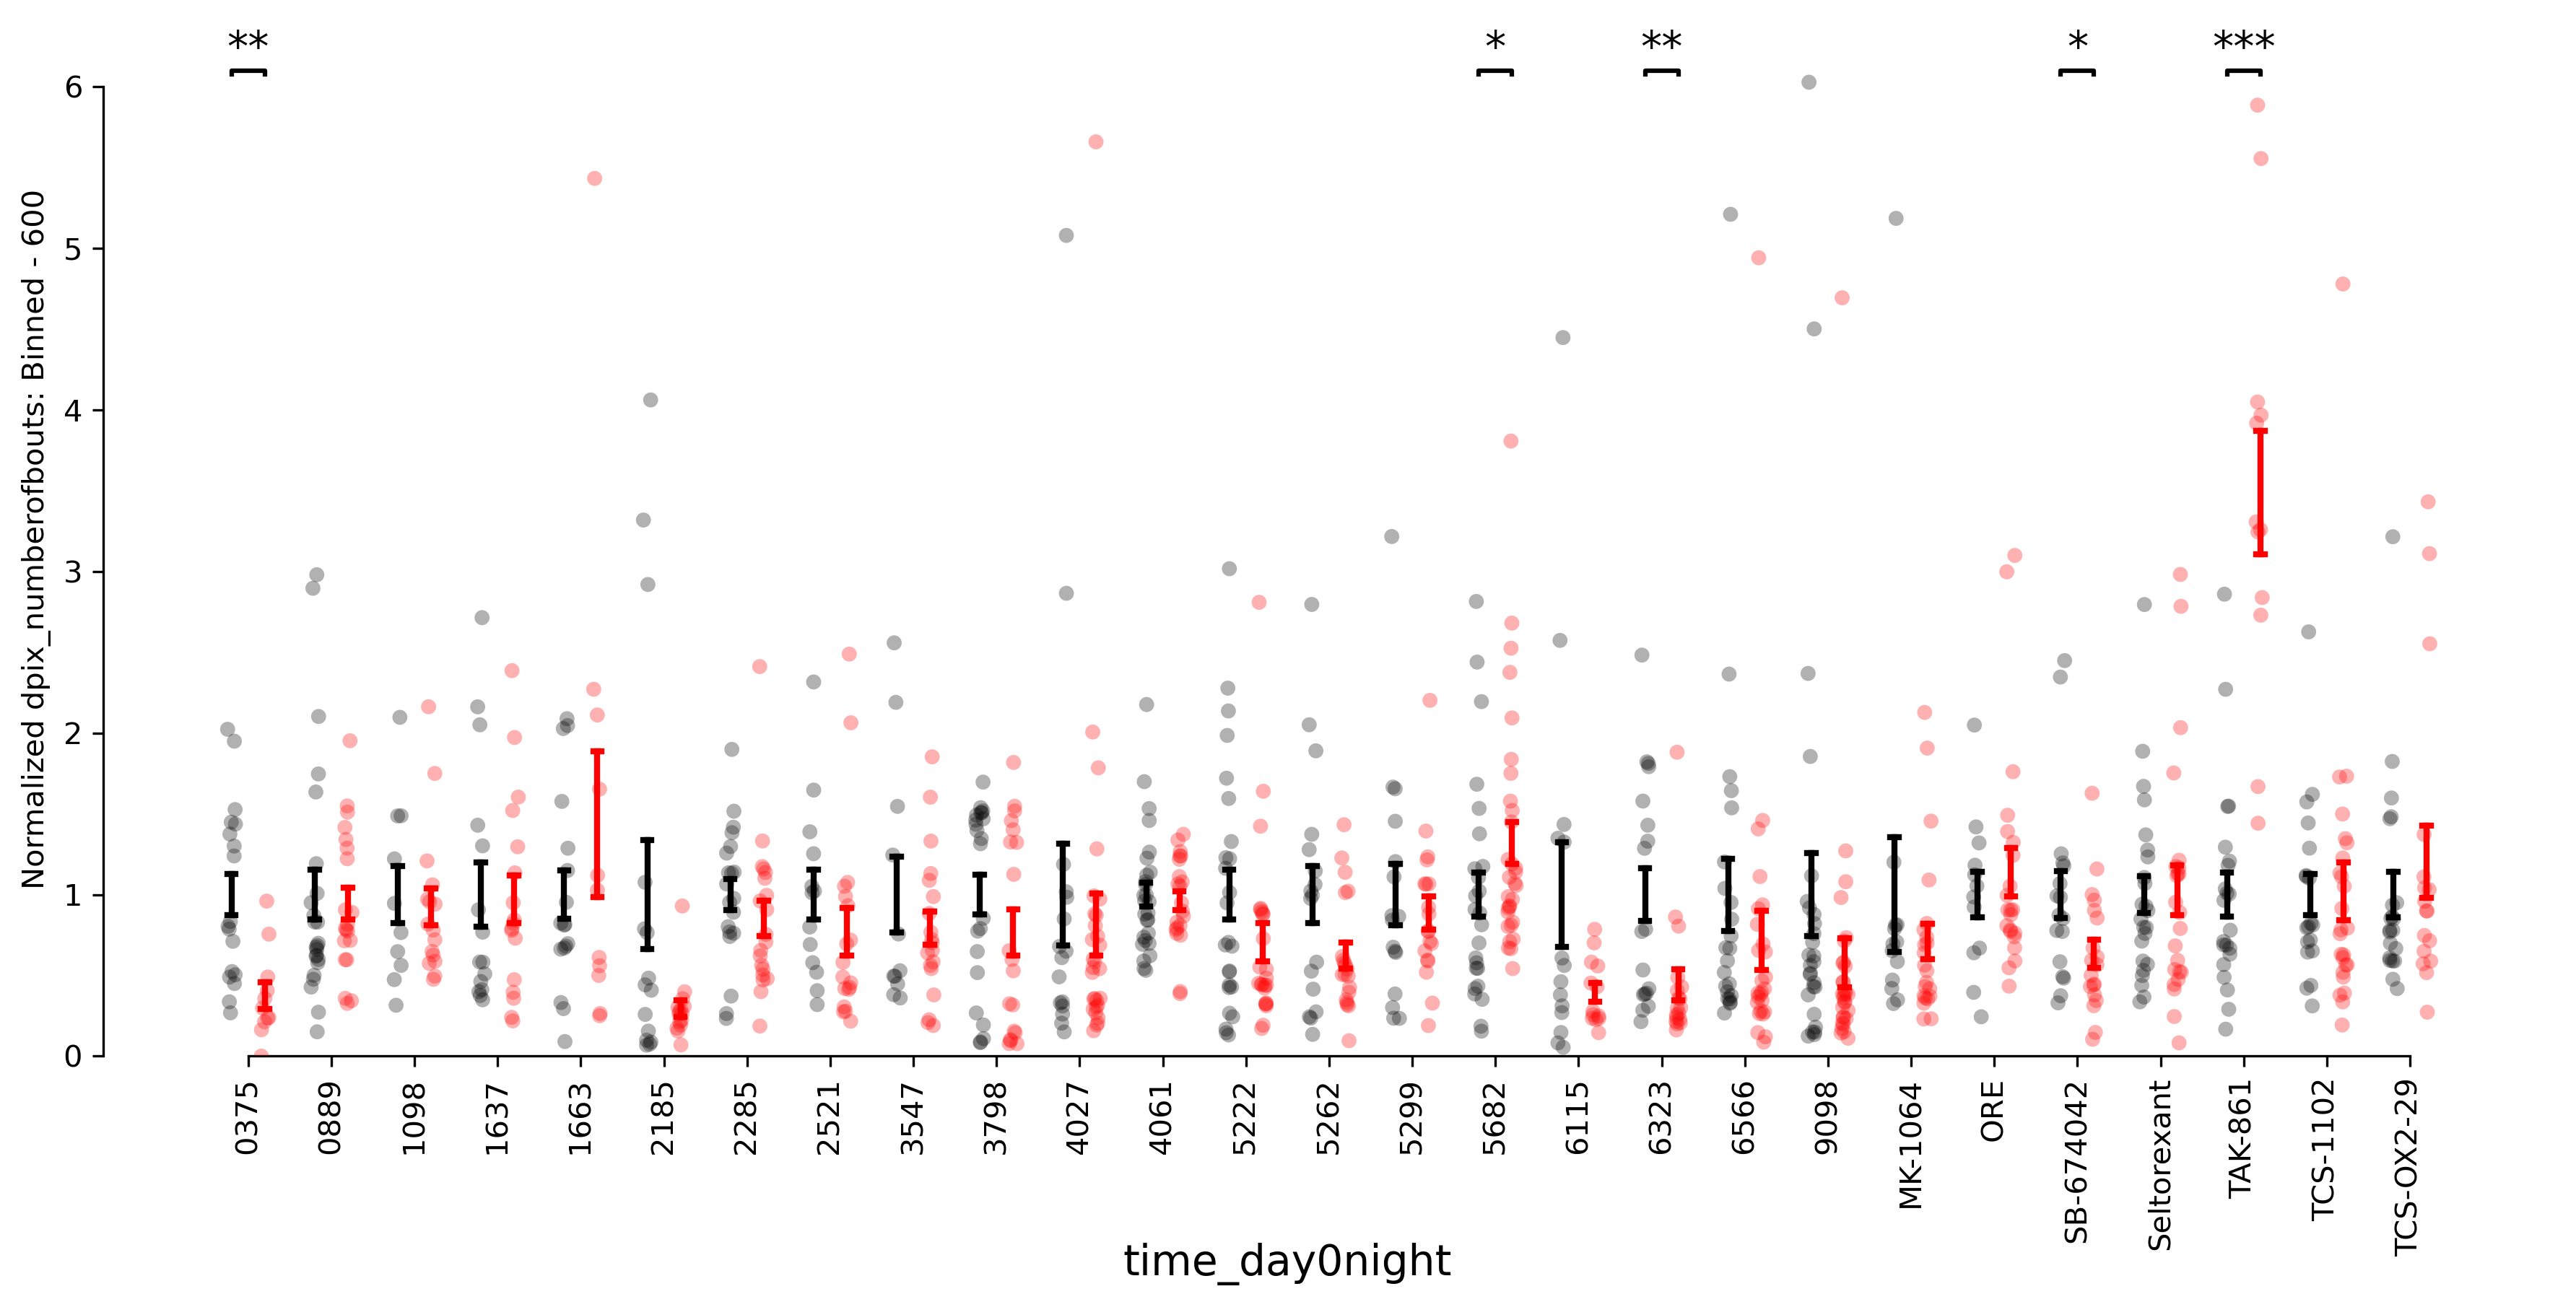 ** * ** * ***
6
5
4
3
2
1
0
Normalized dpix_numberofbouts: Binned - 600
0375
0889
1098
1637
1663
2185
2285
2521
3547
3798
4027
4061
5222
5262
5299
5682
6115
6323
6566
9098
MK-1064
ORE
SB-674042
Seltorexant
TAK-861
TCS-1102
TCS-OX2-29
time_day0night